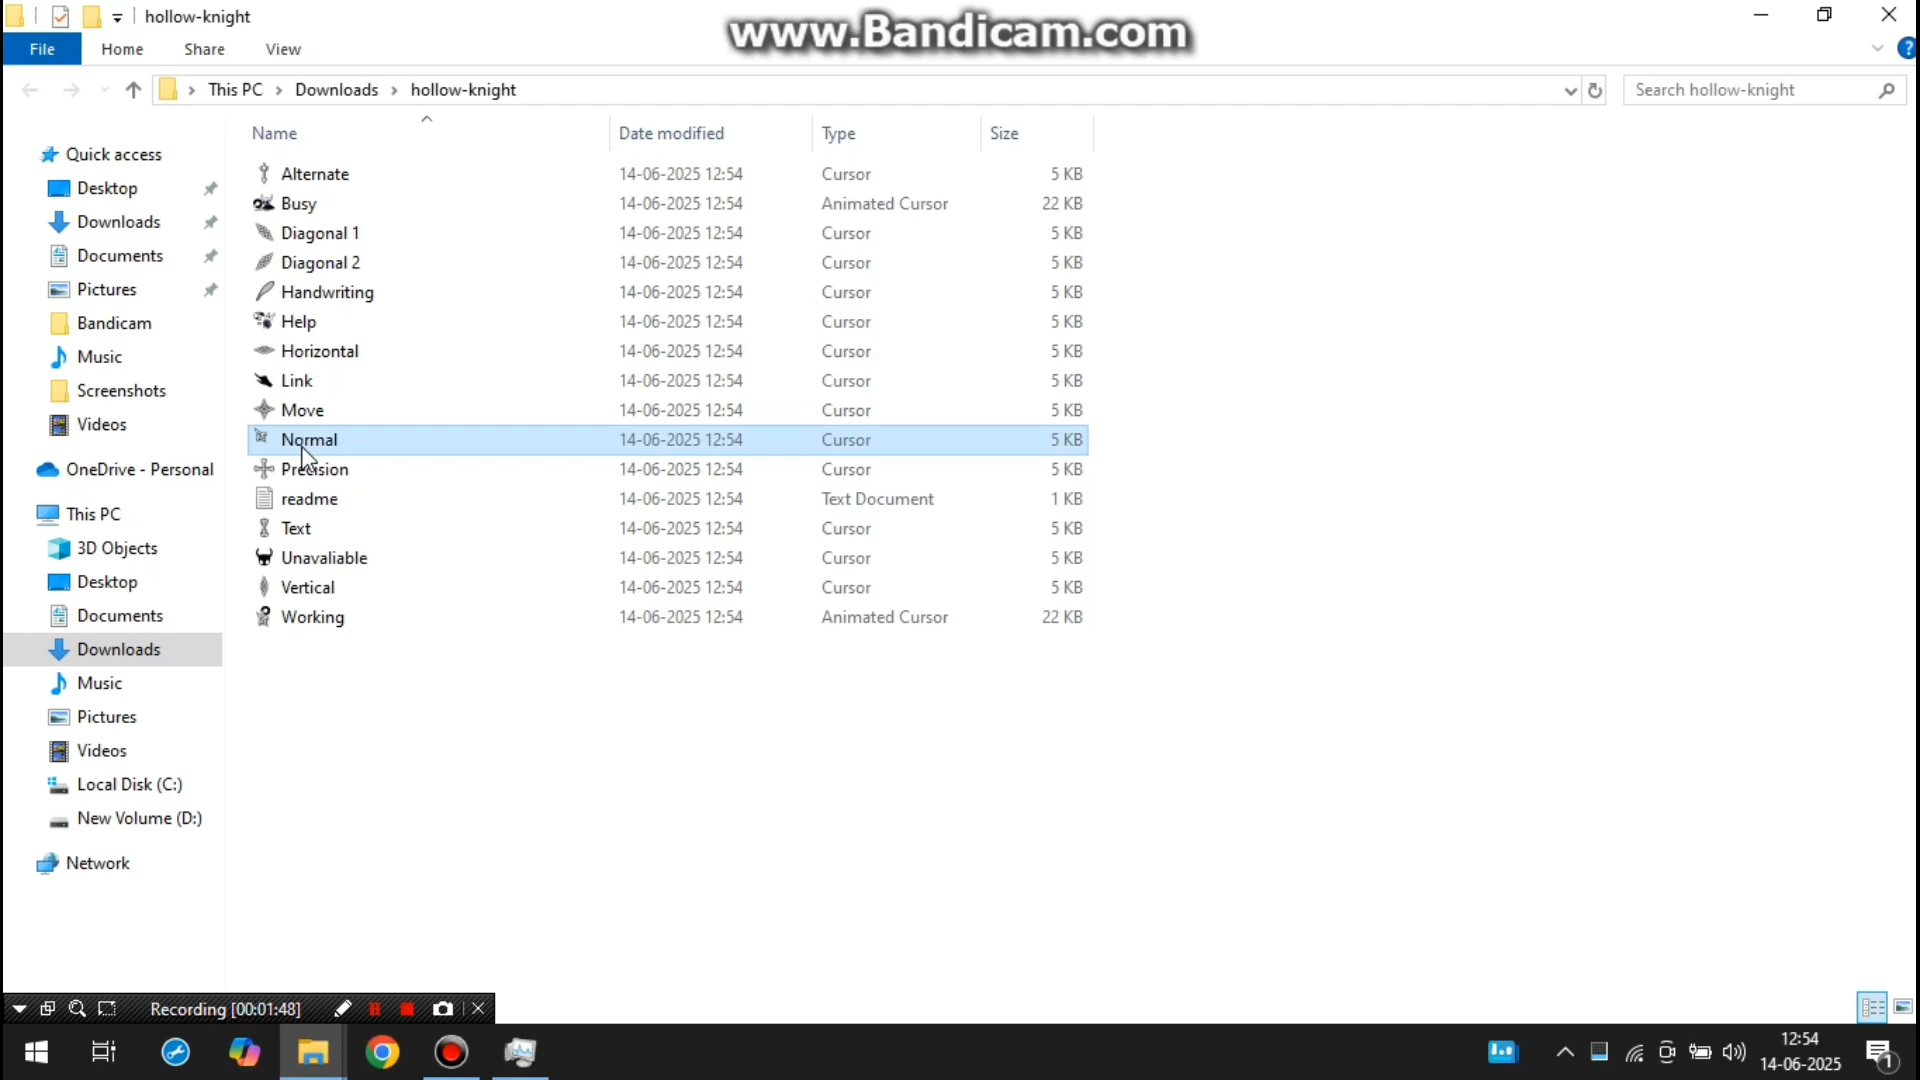 hollow-knight
www.Bandicam.com
File Home Share View
This PC Downloads hollow-knight
Search hollow-knight
Name Date modified Type Size
Quick access
Desktop
Downloads
Documents
Pictures
Bandicam
Music
Screenshots
Videos
OneDrive - Personal
This PC
3D Objects
Desktop
Documents
Downloads
Music
Pictures
Videos
Local Disk (C:)
New Volume (D:)
Network
Alternate 14-06-2025 12:54 Cursor 5 KB
Busy 14-06-2025 12:54 Animated Cursor 22 KB
Diagonal 1 14-06-2025 12:54 Cursor 5 KB
Diagonal 2 14-06-2025 12:54 Cursor 5 KB
Handwriting 14-06-2025 12:54 Cursor 5 KB
Help 14-06-2025 12:54 Cursor 5 KB
Horizontal 14-06-2025 12:54 Cursor 5 KB
Link 14-06-2025 12:54 Cursor 5 KB
Move 14-06-2025 12:54 Cursor 5 KB
Normal 14-06-2025 12:54 Cursor 5 KB
Precision 14-06-2025 12:54 Cursor 5 KB
readme 14-06-2025 12:54 Text Document 1 KB
Text 14-06-2025 12:54 Cursor 5 KB
Unavaliable 14-06-2025 12:54 Cursor 5 KB
Vertical 14-06-2025 12:54 Cursor 5 KB
Working 14-06-2025 12:54 Animated Cursor 22 KB
Recording [00:01:48]
12:54
14-06-2025
1